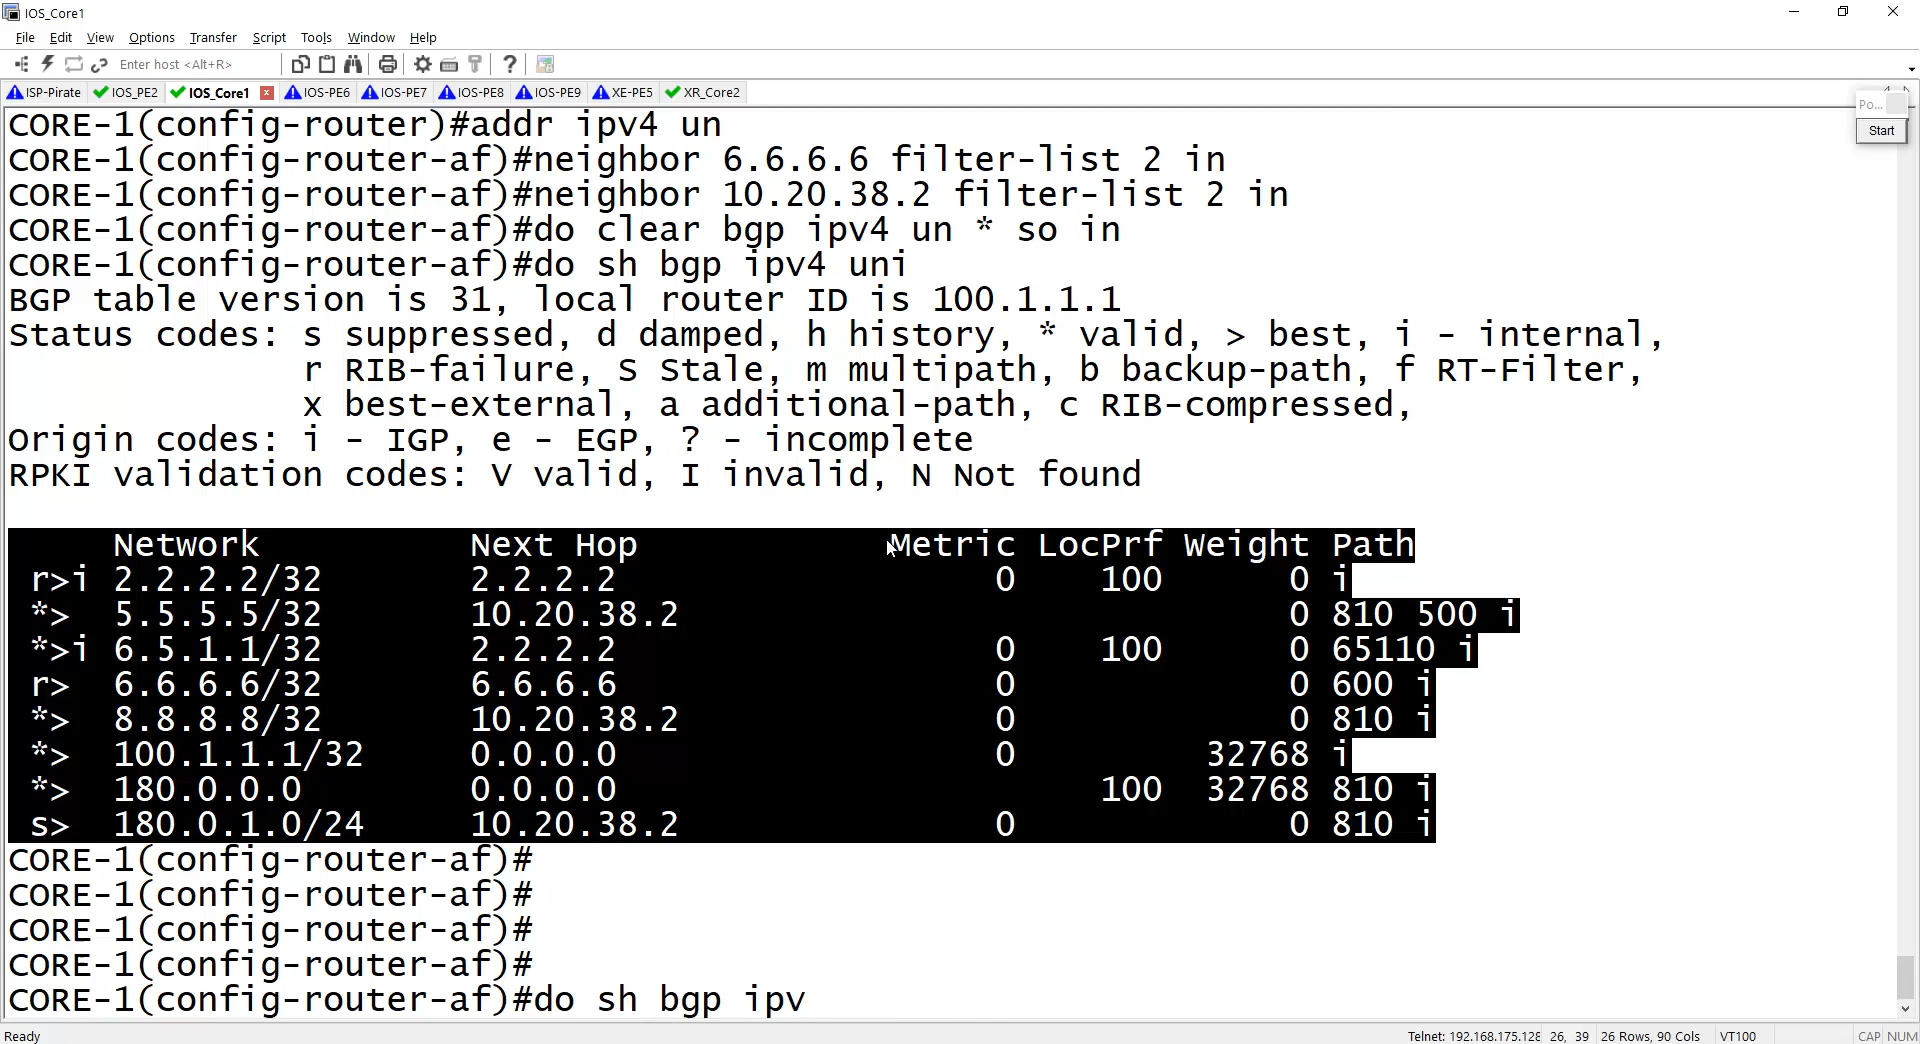 IOS_Core1
File Edit View Options Transfer Script Tools Window Help
Enter host <Alt+R>
ISP-Pirate IOS_PE2 IOS_Core1 IOS-PE6 IOS-PE7 IOS-PE8 IOS-PE9 XE-PE5 XR_Core2
Po...
Start
CORE-1(config-router)#addr ipv4 un
CORE-1(config-router-af)#neighbor 6.6.6.6 filter-list 2 in
CORE-1(config-router-af)#neighbor 10.20.38.2 filter-list 2 in
CORE-1(config-router-af)#do clear bgp ipv4 un * so in
CORE-1(config-router-af)#do sh bgp ipv4 uni
BGP table version is 31, local router ID is 100.1.1.1
Status codes: s suppressed, d damped, h history, * valid, > best, i - internal,
r RIB-failure, S Stale, m multipath, b backup-path, f RT-Filter,
x best-external, a additional-path, c RIB-compressed,
Origin codes: i - IGP, e - EGP, ? - incomplete
RPKI validation codes: V valid, I invalid, N Not found
Network Next Hop Metric LocPrf Weight Path
r>i 2.2.2.2/32 2.2.2.2 0 100 0 i
*> 5.5.5.5/32 10.20.38.2 0 810 500 i
*>i 6.5.1.1/32 2.2.2.2 0 100 0 65110 i
r> 6.6.6.6/32 6.6.6.6 0 0 600 i
*> 8.8.8.8/32 10.20.38.2 0 0 810 i
*> 100.1.1.1/32 0.0.0.0 0 32768 i
*> 180.0.0.0 0.0.0.0 100 32768 810 i
s> 180.0.1.0/24 10.20.38.2 0 0 810 i
CORE-1(config-router-af)#
CORE-1(config-router-af)#
CORE-1(config-router-af)#
CORE-1(config-router-af)#
CORE-1(config-router-af)#do sh bgp ipv
Ready Telnet: 192.168.175.128 26, 39 26 Rows, 90 Cols VT100 CAP NUM